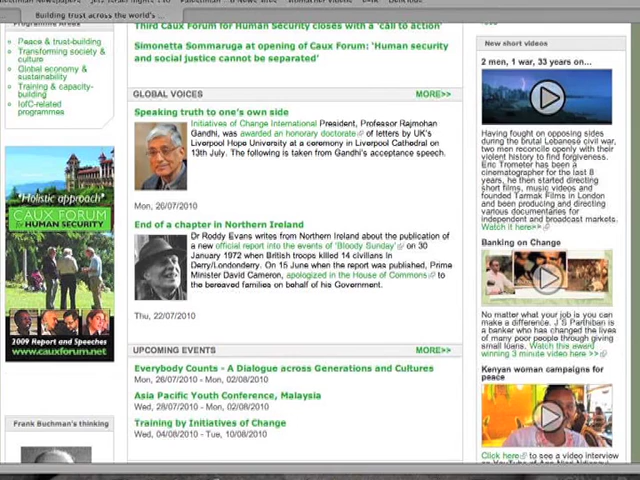 Building trust across the world's ...
Programme Areas
Peace & trust-building
Transforming society & culture
Global economy & sustainability
Training & capacity-building
IofC-related programmes
"Holistic approach"
CAUX FORUM
for HUMAN SECURITY
2009 Report and Speeches
www.cauxforum.net
Frank Buchman's thinking
Third Caux Forum for Human Security closes with a 'call to action'
Simonetta Sommaruga at opening of Caux Forum: 'Human security
and social justice cannot be separated'
GLOBAL VOICES
MORE>>
Speaking truth to one's own side
Initiatives of Change International President, Professor Rajmohan
Gandhi, was awarded an honorary doctorate of letters by UK's
Liverpool Hope University at a ceremony in Liverpool Cathedral on
13th July. The following is taken from Gandhi's acceptance speech.
Mon, 26/07/2010
End of a chapter in Northern Ireland
Dr Roddy Evans writes from Northern Ireland about the publication of
a new official report into the events of 'Bloody Sunday' on 30
January 1972 when British troops killed 14 civilians in
Derry/Londonderry. On 15 June when the report was published, Prime
Minister David Cameron, apologized in the House of Commons to
the bereaved families on behalf of his Government.
Thu, 22/07/2010
UPCOMING EVENTS
MORE>>
Everybody Counts - A Dialogue across Generations and Cultures
Mon, 26/07/2010 - Mon, 02/08/2010
Asia Pacific Youth Conference, Malaysia
Wed, 28/07/2010 - Mon, 02/08/2010
Training by Initiatives of Change
Wed, 04/08/2010 - Tue, 10/08/2010
New short videos
2 men, 1 war, 33 years on...
Having fought on opposing sides
during the brutal Lebanese civil war,
two men reconcile openly with their
violent history to find forgiveness.
Eric Trometer has been a
cinematographer for the last 8
years, he then started directing
short films, music videos and
founded Tarmak Films in London
and been producing and directing
various documentaries for
independent and broadcast markets.
Watch it here>>
Banking on Change
No matter what your job is you can
make a difference. J S Parthiban
is a banker who has changed the lives
of many poor people through giving
small loans. Watch this award
winning 3 minute video here >>
Kenyan woman campaigns for
peace
Click here to see a video interview